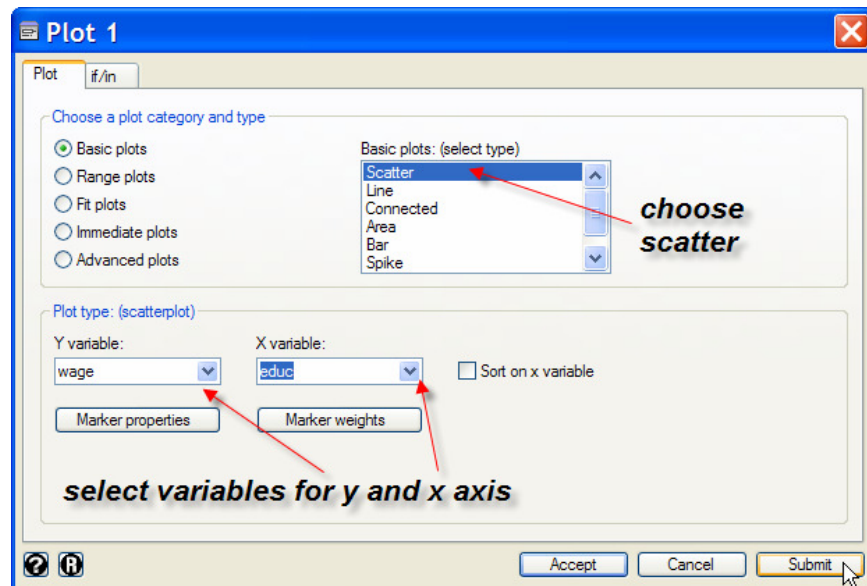 Plot 1
Plot
if/in
Choose a plot category and type
Basic plots
Range plots
Fit plots
Immediate plots
Advanced plots
Basic plots: (select type)
Scatter
Line
Connected
Area
Bar
Spike
choose
scatter
Plot type: (scatterplot)
Y variable:
X variable:
wage
educ
Sort on x variable
Marker properties
Marker weights
select variables for y and x axis
? R
Accept
Cancel
Submit